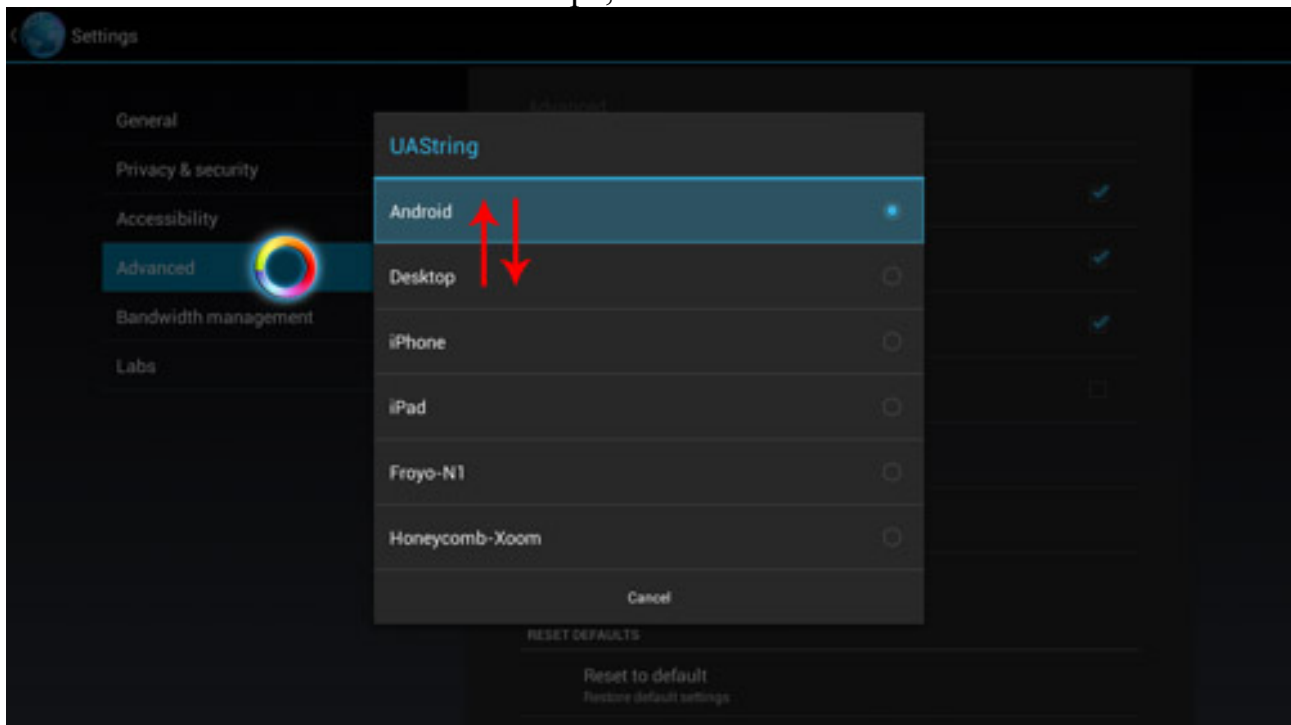 Settings
General
Privacy & security
Accessibility
Advanced
Bandwidth management
Labs
Advanced
UAString
Android
Desktop
iPhone
iPad
Froyo-N1
Honeycomb-Xoom
Cancel
RESET DEFAULTS
Reset to default
Restore default settings